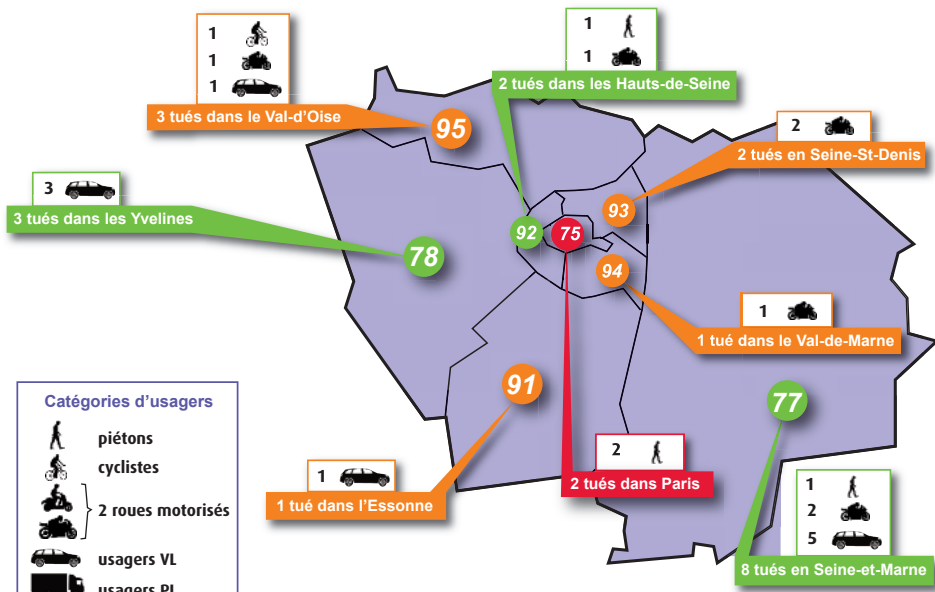 1
1
1
3 tués dans le Val-d'Oise
95
1
1
2 tués dans les Hauts-de-Seine
92
2
2 tués en Seine-St-Denis
93
3
3 tués dans les Yvelines
78
75
94
1
1 tué dans le Val-de-Marne
91
77
1
1 tué dans l'Essonne
2
2 tués dans Paris
1
2
5
8 tués en Seine-et-Marne
Catégories d'usagers
piétons
cyclistes
2 roues motorisés
usagers VL
usagers PL